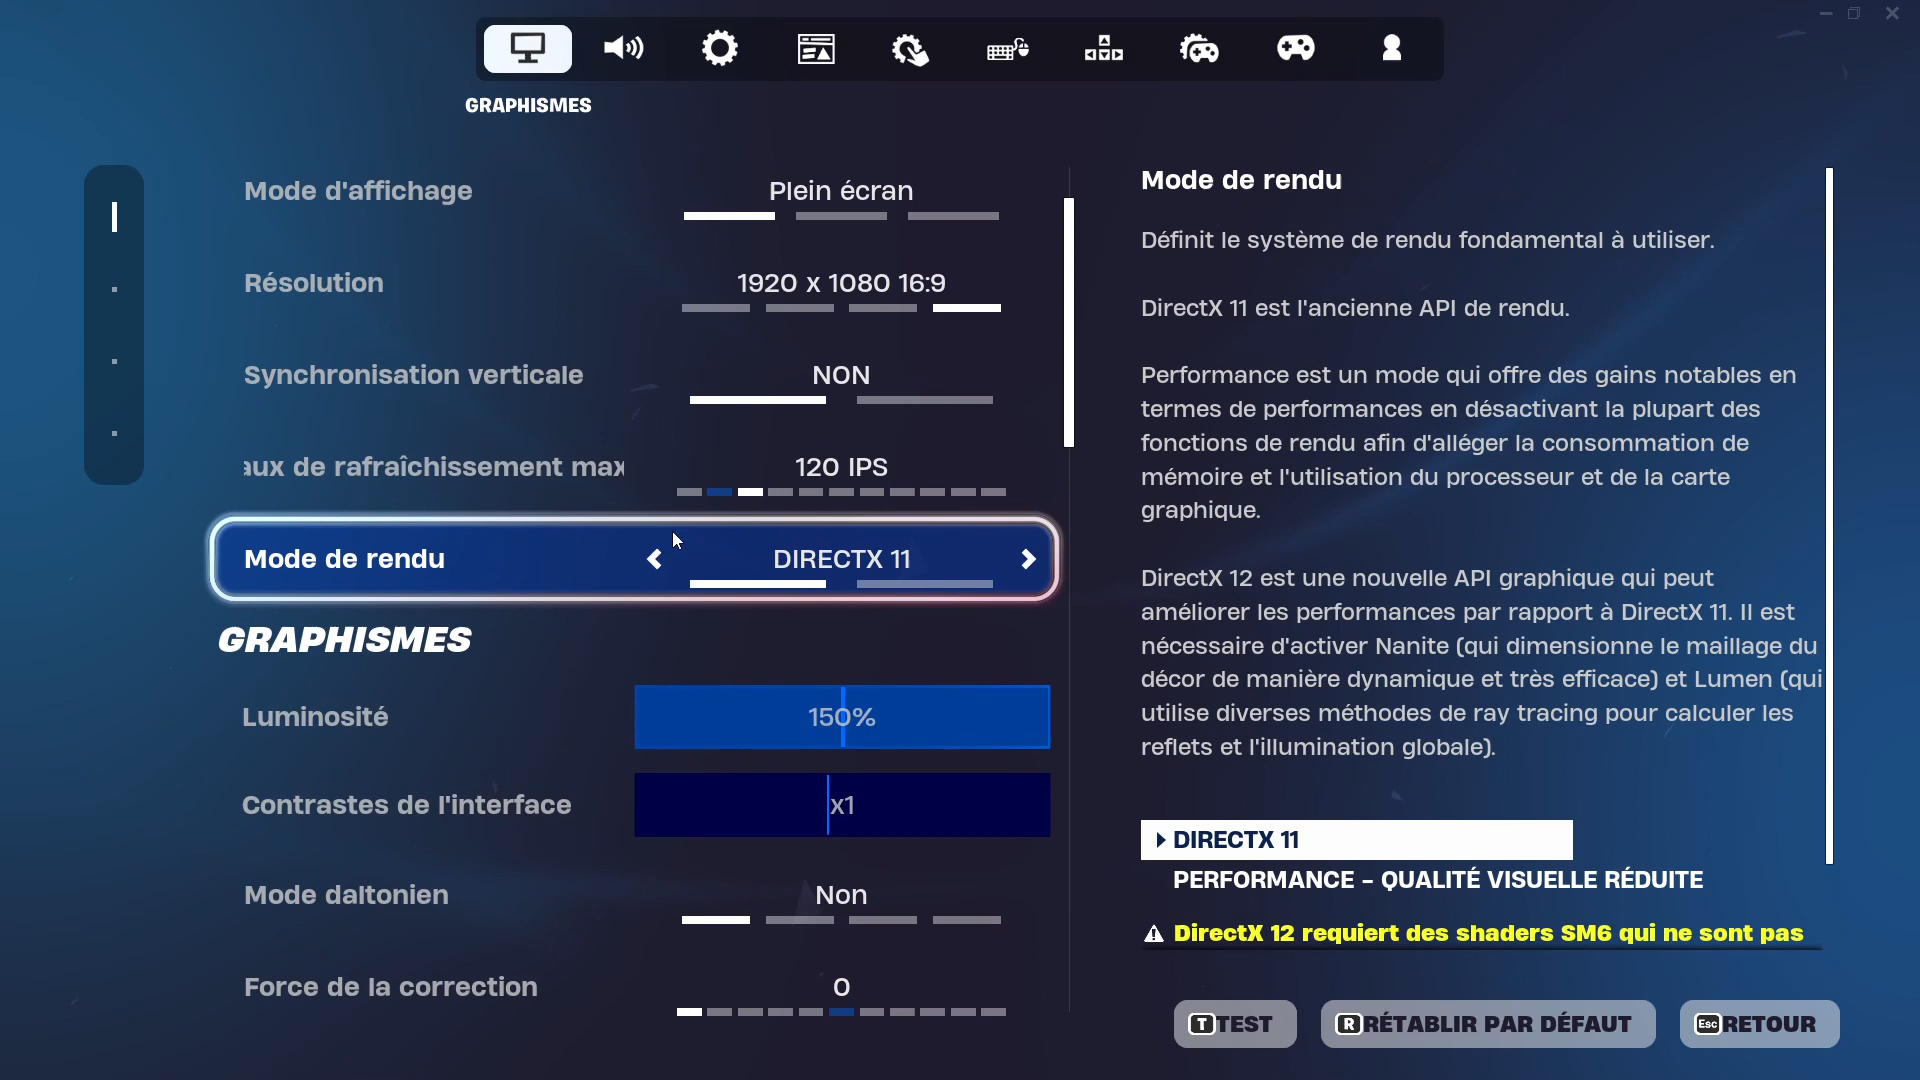 GRAPHISMES
Mode d'affichage
Plein écran
Résolution
1920 x 1080 16:9
Synchronisation verticale
NON
aux de rafraîchissement max
120 IPS
Mode de rendu
DIRECTX 11
GRAPHISMES
Luminosité
150%
Contrastes de l'interface
x1
Mode daltonien
Non
Force de la correction
0
Mode de rendu
Définit le système de rendu fondamental à utiliser.
DirectX 11 est l'ancienne API de rendu.
Performance est un mode qui offre des gains notables en
termes de performances en désactivant la plupart des
fonctions de rendu afin d'alléger la consommation de
mémoire et l'utilisation du processeur et de la carte
graphique.
DirectX 12 est une nouvelle API graphique qui peut
améliorer les performances par rapport à DirectX 11. Il est
nécessaire d'activer Nanite (qui dimensionne le maillage du
décor de manière dynamique et très efficace) et Lumen (qui
utilise diverses méthodes de ray tracing pour calculer les
reflets et l'illumination globale).
DIRECTX 11
PERFORMANCE – QUALITÉ VISUELLE RÉDUITE
DirectX 12 requiert des shaders SM6 qui ne sont pas
T TEST
R RÉTABLIR PAR DÉFAUT
Esc RETOUR